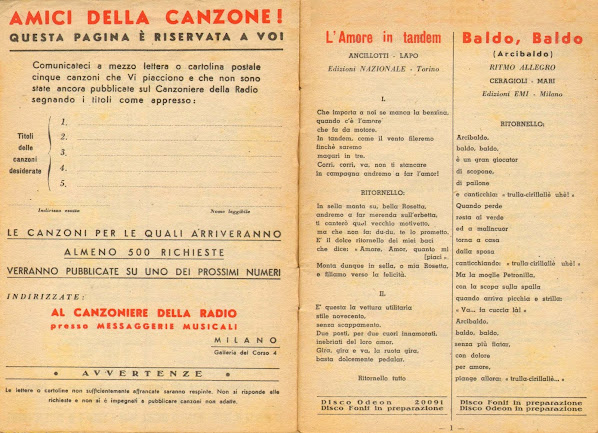 AMICI DELLA CANZONE!
QUESTA PAGINA È RISERVATA A VOI
Comunicateci a mezzo lettera o cartolina postale
cinque canzoni che Vi piacciono e che non sono
state ancora pubblicate sul Canzoniere della Radio
segnando i titoli come appresso:
Titoli
delle
canzoni
desiderate
1.
2.
3.
4.
5.
Indirizzo esatto
Nome leggibile
LE CANZONI PER LE QUALI ARRIVERANNO
ALMENO 500 RICHIESTE
VERRANNO PUBBLICATE SU UNO DEI PROSSIMI NUMERI
INDIRIZZATE:
AL CANZONIERE DELLA RADIO
presso MESSAGGERIE MUSICALI
MILANO
Galleria del Corso 4
• AVVERTENZE •
Le lettere o cartoline non sufficientemente affrancate saranno respinte. Non si risponde alle
richieste e non si è impegnati a pubblicare canzoni non adatte.
L'Amore in tandem
ANCILLOTTI - LAPO
Edizioni NAZIONALE - Torino
I.
Che importa a noi se manca la benzina,
quando c'è l'amore
che fa da motore.
In tandem, come il vento fileremo
finchè saremo
magari in tre.
Corri, corri, va, non ti stancare
In campagna andremo a far l'amor!
RITORNELLO:
In sella monta su, bella Rosetta,
andremo a far merenda sull'erbetta,
ti canterò quel vecchio motivetto,
ma che non fa: du-du, te lo prometto.
E' il dolce ritornello dei miei baci
che dice: « Amore, Amor, quanto mi
[piaci ».
Monta dunque in sella, o mia Rosetta,
e filiamo verso la felicità.
II.
E' questa la vettura utilitaria
stile novecento,
senza scappamento,
Due posti, per due cuori innamorati,
inebriati del loro amor.
Gira, gira e va, la ruota gira,
basta dolcemente pedalar.
Ritornello tutto
Disco Odeon 20091
Disco Fonit in preparazione
Baldo, Baldo
(Arcibaldo)
RITMO ALLEGRO
CERAGIOLI - MARI
Edizioni EMI - Milano
RITORNELLO:
Arcibaldo,
baldo, baldo,
è un gran giocator
di scopone,
di pallone
e canticchia: « trulla-cirillallè uhè! »
Quando perde
resta al verde
ed a malincuor
torna a casa
dalla sposa
canticchiando: « trulla-cirillallè uhè! »
Ma la moglie Petronilla,
con la scopa sulla spalla
quando arriva picchia e strilla:
« Va... la cuccia là! »
Arcibaldo,
baldo, baldo,
senza più fiatar,
con dolore
per amore,
piange allora: « trulla-cirillallè... »
Disco Fonit in preparazione
Disco Odeon in preparazione
— 1 —